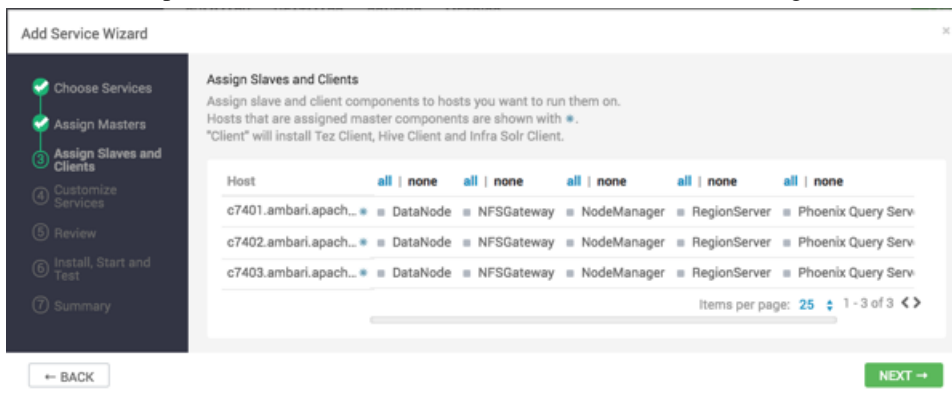 Add Service Wizard
×
Choose Services
Assign Masters
3 Assign Slaves and
Clients
4 Customize
Services
5 Review
6 Install, Start and
Test
7 Summary
Assign Slaves and Clients
Assign slave and client components to hosts you want to run them on.
Hosts that are assigned master components are shown with ✱.
"Client" will install Tez Client, Hive Client and Infra Solr Client.
Host all | none all | none all | none all | none all | none
c7401.ambari.apach... ✱ DataNode NFSGateway NodeManager RegionServer Phoenix Query Serv
c7402.ambari.apach... ✱ DataNode NFSGateway NodeManager RegionServer Phoenix Query Serv
c7403.ambari.apach... ✱ DataNode NFSGateway NodeManager RegionServer Phoenix Query Serv
Items per page: 25 1 - 3 of 3
← BACK
NEXT →